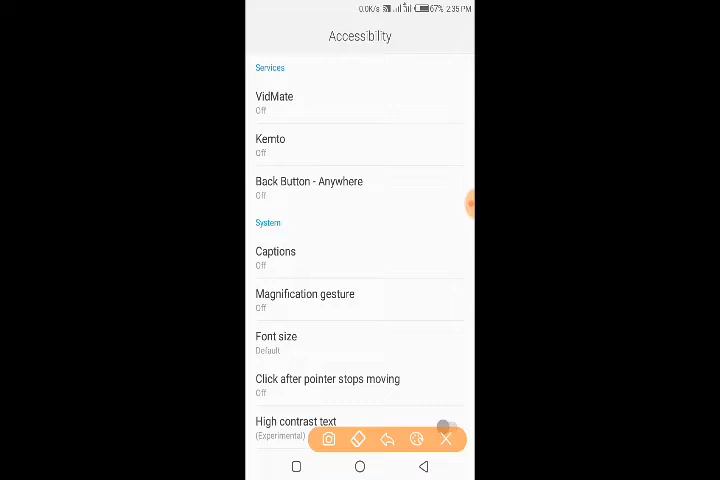 0.0K/s 67% 2:35 PM
Accessibility
Services
VidMate
Off
Kemto
Off
Back Button - Anywhere
Off
System
Captions
Off
Magnification gesture
Off
Font size
Default
Click after pointer stops moving
Off
High contrast text
(Experimental)